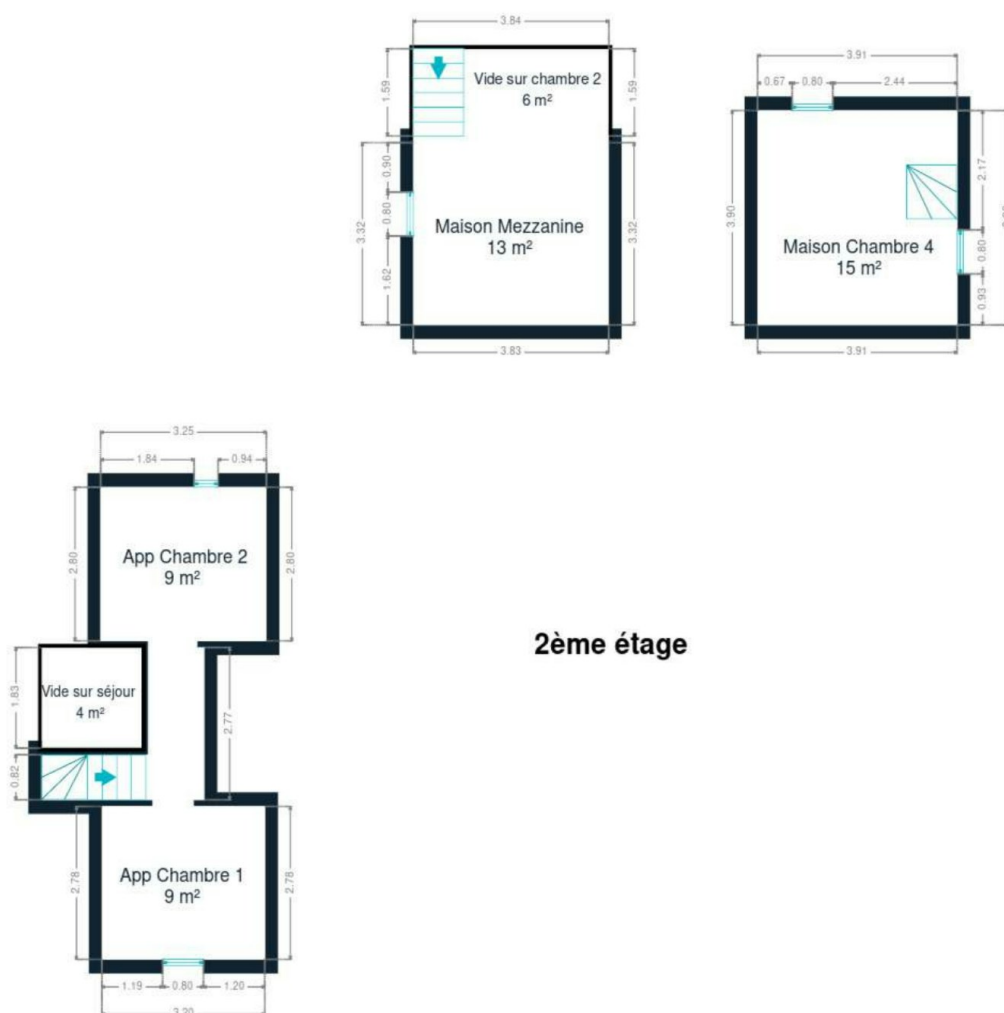 3.84
1.59
Vide sur chambre 2
6 m²
1.59
0.90
0.80
1.62
3.32
Maison Mezzanine
13 m²
3.32
3.83
3.91
0.67
0.80
2.44
3.90
2.17
0.80
0.93
Maison Chambre 4
15 m²
3.91
3.25
1.84
0.94
2.80
App Chambre 2
9 m²
2.80
2ème étage
1.83
Vide sur séjour
4 m²
2.77
0.82
2.78
App Chambre 1
9 m²
2.78
1.19
0.80
1.20